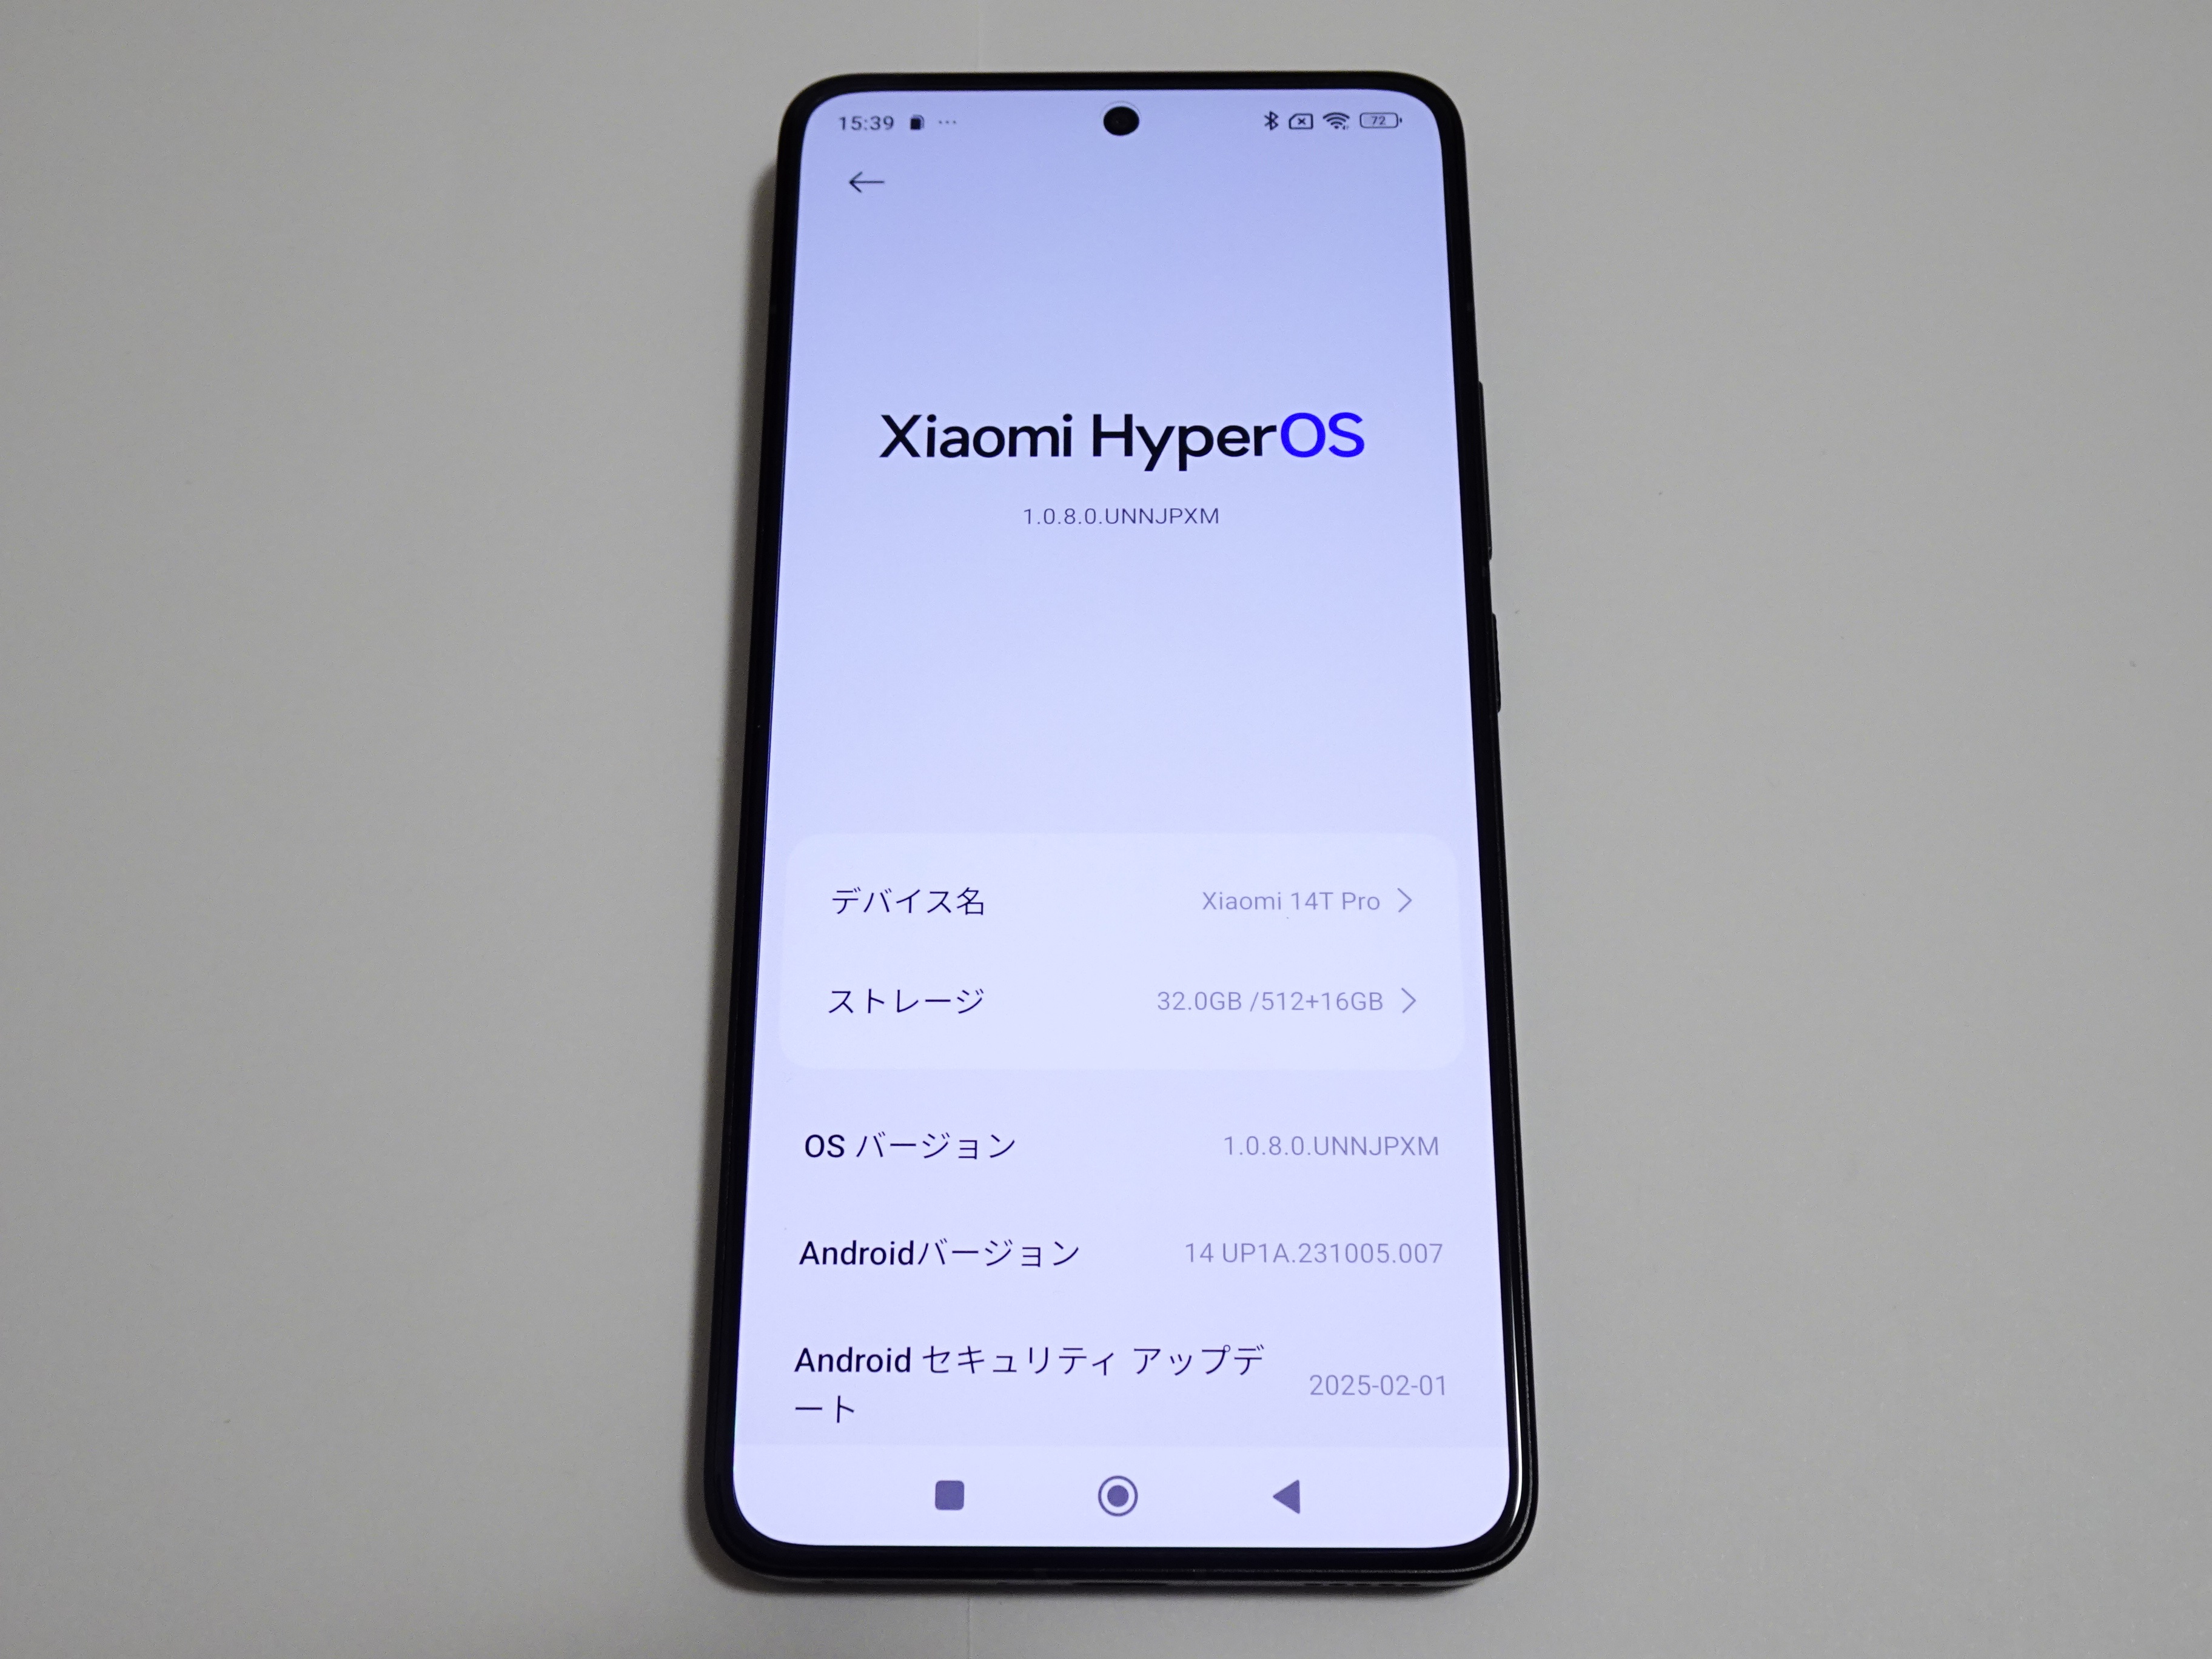 15:39 ... 72
Xiaomi HyperOS
1.0.8.0.UNNJPXM
デバイス名 Xiaomi 14T Pro
ストレージ 32.0GB /512+16GB
OS バージョン 1.0.8.0.UNNJPXM
Androidバージョン 14 UP1A.231005.007
Android セキュリティ アップデ
ート 2025-02-01